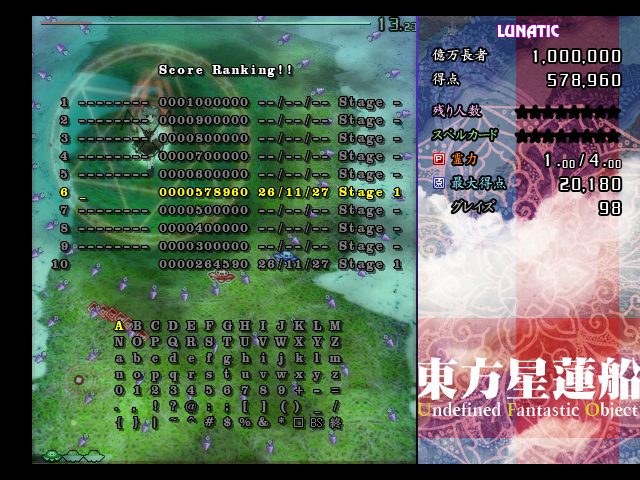 13.23
Score Ranking!!
1 -------- 0001000000 --/--/-- Stage -
2 -------- 0000900000 --/--/-- Stage -
3 -------- 0000800000 --/--/-- Stage -
4 -------- 0000700000 --/--/-- Stage -
5 -------- 0000600000 --/--/-- Stage -
6 _ 0000578960 26/11/27 Stage 1
7 -------- 0000500000 --/--/-- Stage -
8 -------- 0000400000 --/--/-- Stage -
9 -------- 0000300000 --/--/-- Stage -
10 0000264590 26/11/27 Stage 1
A B C D E F G H I J K L M
N O P Q R S T U V W X Y Z
a b c d e f g h i j k l m
n o p q r s t u v w x y z
0 1 2 3 4 5 6 7 8 9 + - =
. , ! ? @ : ; [ ] ( ) _ /
{ } | ~ ^ # $ % & * □ BS 終
LUNATIC
億万長者 1,000,000
得点 578,960
残り人数 ★★★★★★★★
スペルカード ★★★★★★★★
P 霊力 1.00/4.00
点 最大得点 20,180
グレイズ 98
東方星蓮船
Undefined Fantastic Object